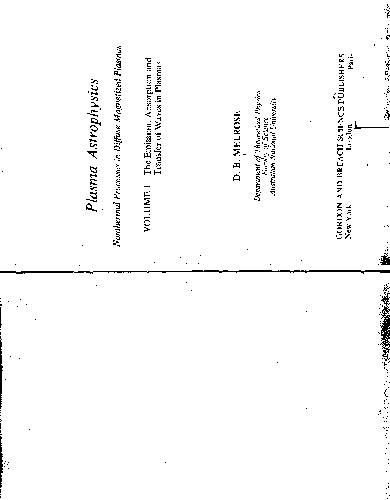 Plasma Astrophysics
Nonthermal Processes in Diffuse Magnetized Plasmas
VOLUME I The Emission, Absorption and
Transfer of Waves in Plasmas
D. B. MELROSE
Department of Theoretical Physics
Faculty of Science
Australian National University
GORDON AND BREACH SCIENCE PUBLISHERS
New York London Paris